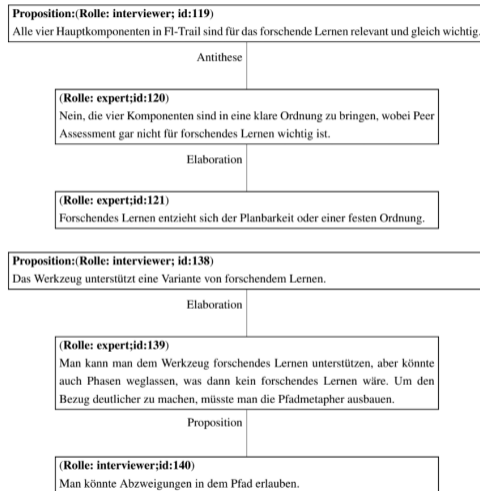 Proposition:(Rolle: interviewer; id:119)
Alle vier Hauptkomponenten in Fl-Trail sind für das forschende Lernen relevant und gleich wichtig.
Antithese
(Rolle: expert;id:120)
Nein, die vier Komponenten sind in eine klare Ordnung zu bringen, wobei Peer
Assessment gar nicht für forschendes Lernen wichtig ist.
Elaboration
(Rolle: expert;id:121)
Forschendes Lernen entzieht sich der Planbarkeit oder einer festen Ordnung.
Proposition:(Rolle: interviewer; id:138)
Das Werkzeug unterstützt eine Variante von forschendem Lernen.
Elaboration
(Rolle: expert;id:139)
Man kann man dem Werkzeug forschendes Lernen unterstützen, aber könnte
auch Phasen weglassen, was dann kein forschendes Lernen wäre. Um den
Bezug deutlicher zu machen, müsste man die Pfadmetapher ausbauen.
Proposition
(Rolle: interviewer;id:140)
Man könnte Abzweigungen in dem Pfad erlauben.